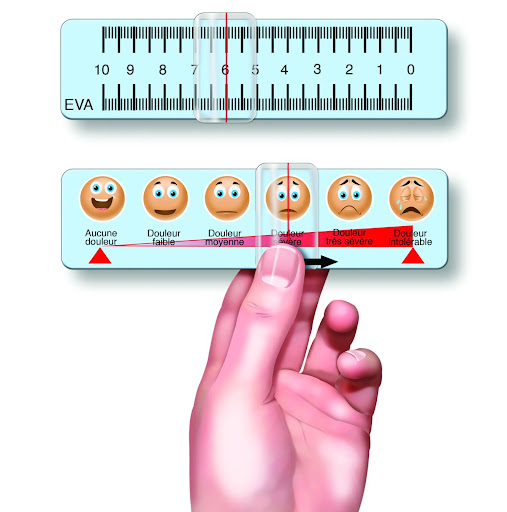 10 9 8 7 6 5 4 3 2 1 0
EVA
Aucune douleur
Douleur faible
Douleur moyenne
Douleur sévère
Douleur très sévère
Douleur intolérable